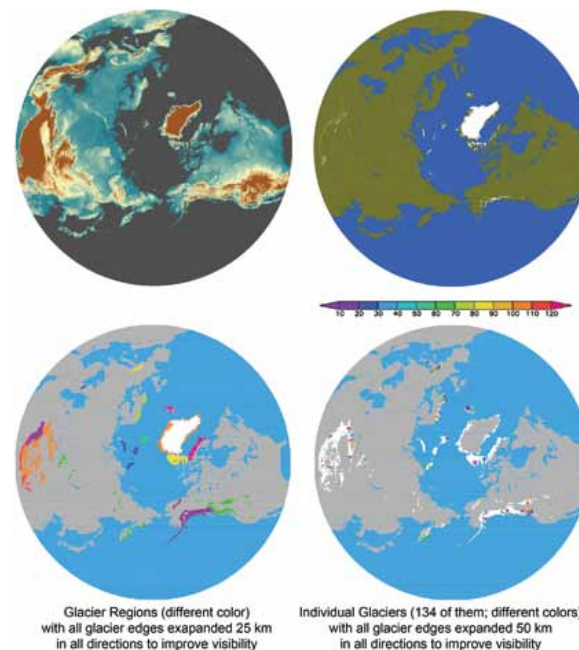 10 20 30 40 50 60 70 80 90 100 110 120
Glacier Regions (different color)
with all glacier edges exapanded 25 km
in all directions to improve visibility
Individual Glaciers (134 of them; different colors)
with all glacier edges expanded 50 km
in all directions to improve visibility